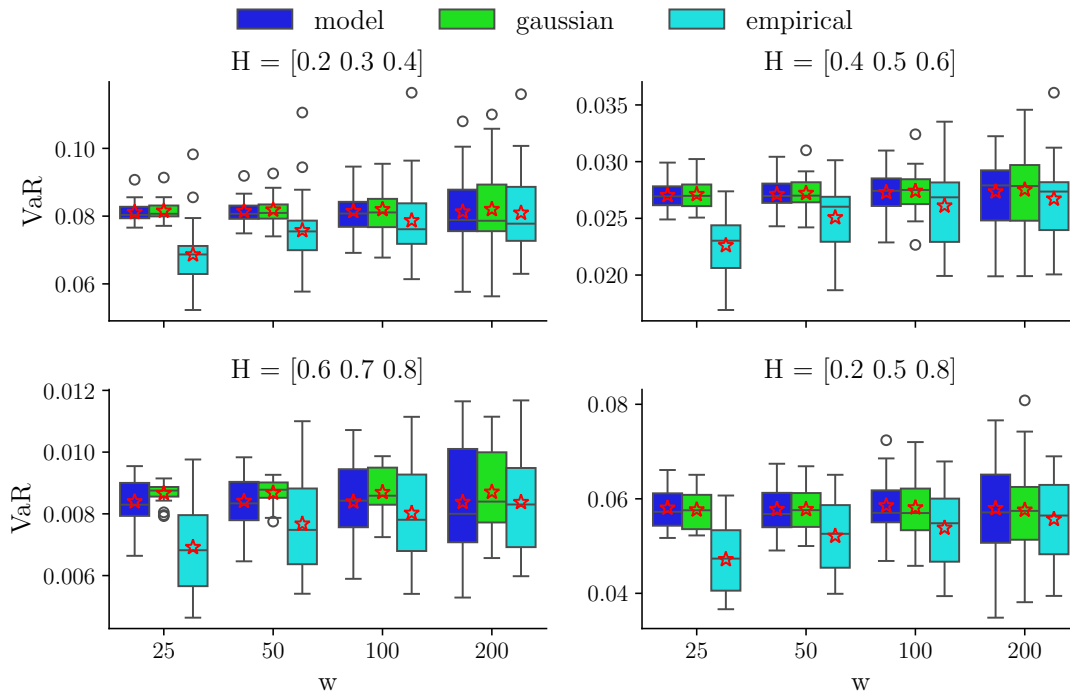 model gaussian empirical
H = [0.2 0.3 0.4]
H = [0.4 0.5 0.6]
VaR
0.10
0.08
0.06
0.035
0.030
0.025
0.020
H = [0.6 0.7 0.8]
H = [0.2 0.5 0.8]
VaR
0.012
0.010
0.008
0.006
0.08
0.06
0.04
25 50 100 200
25 50 100 200
w
w